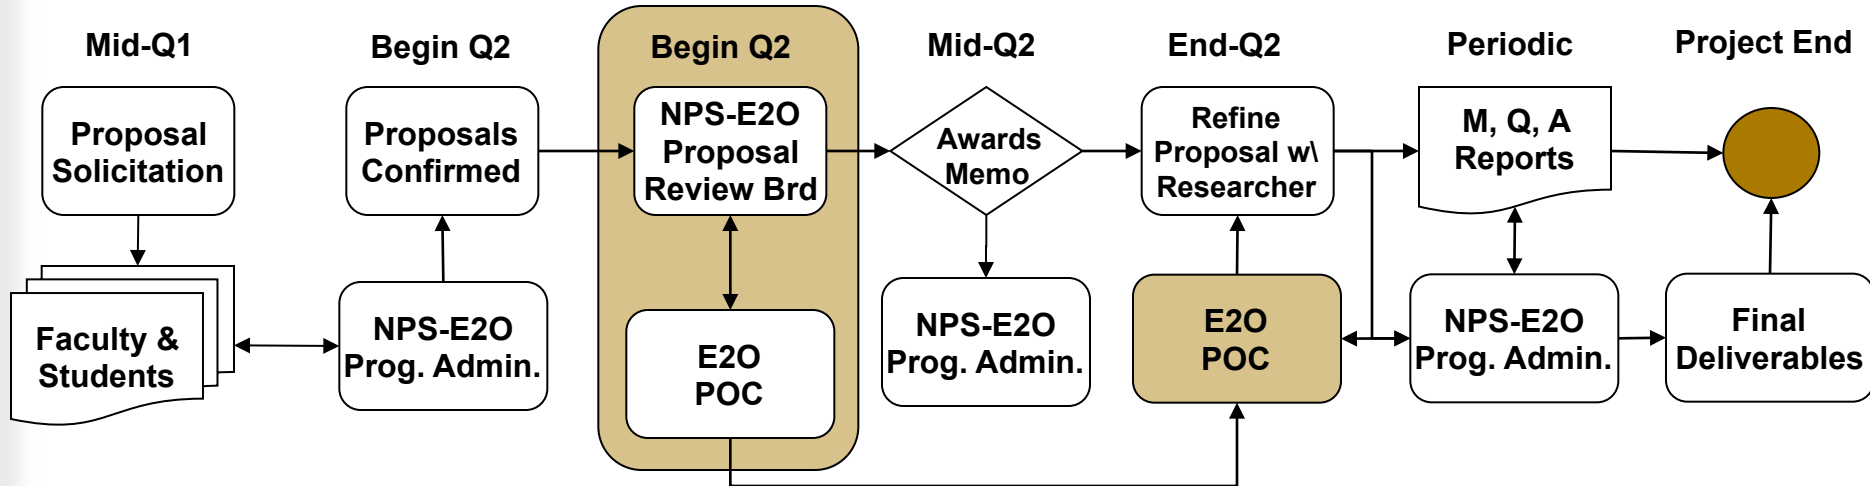 Mid-Q1
Begin Q2
Begin Q2
Mid-Q2
End-Q2
Periodic
Project End
Proposal
Solicitation
Proposals
Confirmed
NPS-E2O
Proposal
Review Brd
Awards
Memo
Refine
Proposal w\
Researcher
M, Q, A
Reports
Faculty &
Students
NPS-E2O
Prog. Admin.
E2O
POC
NPS-E2O
Prog. Admin.
E2O
POC
NPS-E2O
Prog. Admin.
Final
Deliverables